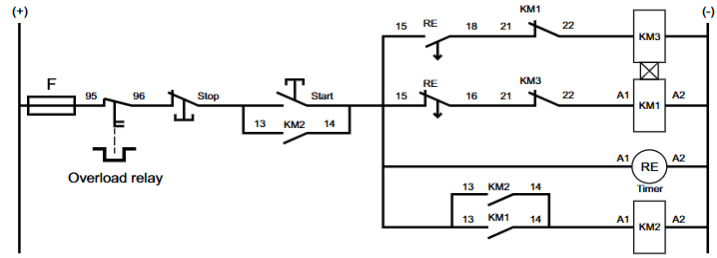 (+) (-)
15 RE 18 21 KM1 22 KM3
F
95 96 Stop Start
13 KM2 14
15 RE 16 21 KM3 22 A1 KM1 A2
Overload relay
A1 RE A2
Timer
13 KM2 14
13 KM1 14 A1 KM2 A2